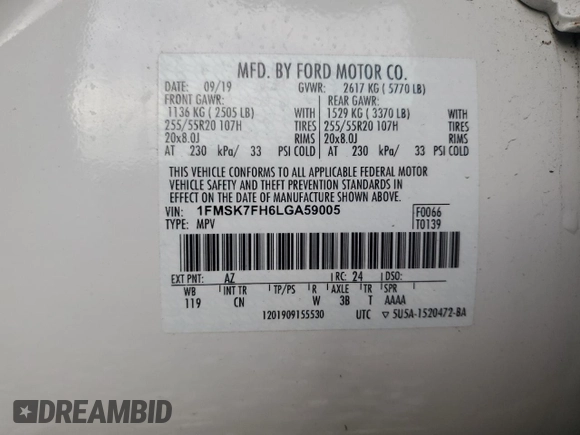 MFD. BY FORD MOTOR CO.
DATE: 09/19 GVWR: 2617 KG ( 5770 LB)
FRONT GAWR: REAR GAWR:
1136 KG ( 2505 LB) WITH 1529 KG ( 3370 LB) WITH
255/55R20 107H TIRES 255/55R20 107H TIRES
20x8.0J RIMS 20x8.0J RIMS
AT 230 kPa/ 33 PSI COLD AT 230 kPa/ 33 PSI COLD
THIS VEHICLE CONFORMS TO ALL APPLICABLE FEDERAL MOTOR
VEHICLE SAFETY AND THEFT PREVENTION STANDARDS IN
EFFECT ON THE DATE OF MANUFACTURE SHOWN ABOVE.
VIN: 1FMSK7FH6LGA59005 F0066
TYPE: MPV T0139
EXT PNT: AZ RC: 24 DSO:
WB INT TR TP/PS R AXLE TR SPR
119 CN W 3B T AAAA
1201909155530 UTC ▽ 5USA-1520472-BA
DREAMBID